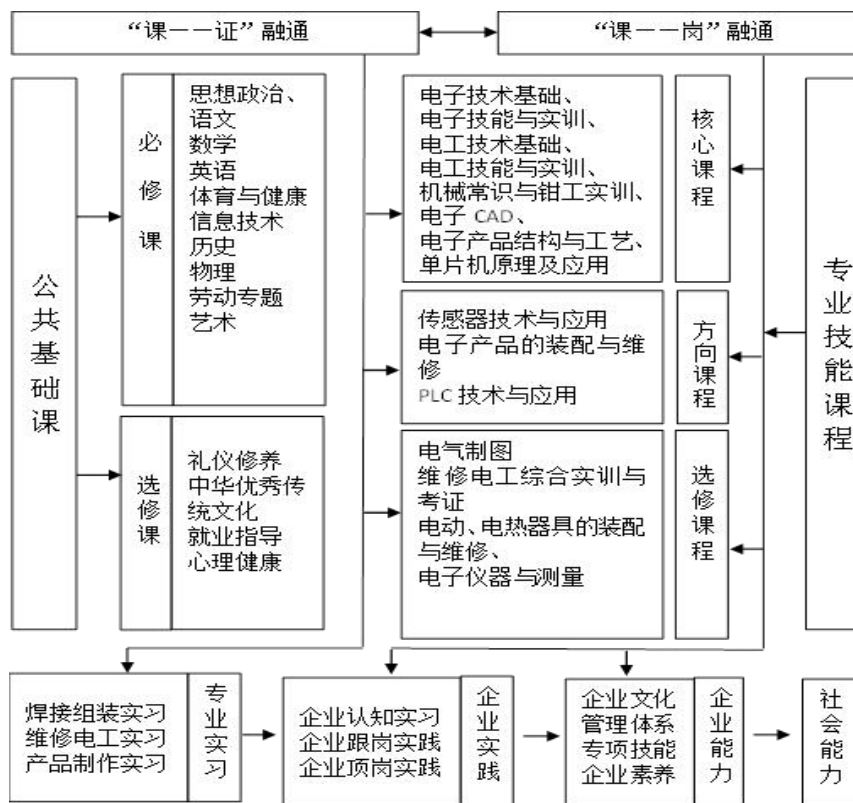 “课——证”融通
“课——岗”融通
公共基础课
必修课
思想政治、
语文
数学
英语
体育与健康
信息技术
历史
物理
劳动专题
艺术
选修课
礼仪修养
中华优秀传
统文化
就业指导
心理健康
电子技术基础、
电子技能与实训、
电工技术基础、
电工技能与实训、
机械常识与钳工实训、
电子 CAD、
电子产品结构与工艺、
单片机原理及应用
核心课程
传感器技术与应用
电子产品的装配与维
修
PLC 技术与应用
方向课程
电气制图
维修电工综合实训与
考证
电动、电热器具的装配
与维修、
电子仪器与测量
选修课程
专业技能课程
焊接组装实习
维修电工实习
产品制作实习
专业实习
企业认知实习
企业跟岗实践
企业顶岗实践
企业实践
企业文化
管理体系
专项技能
企业素养
企业能力
社会能力